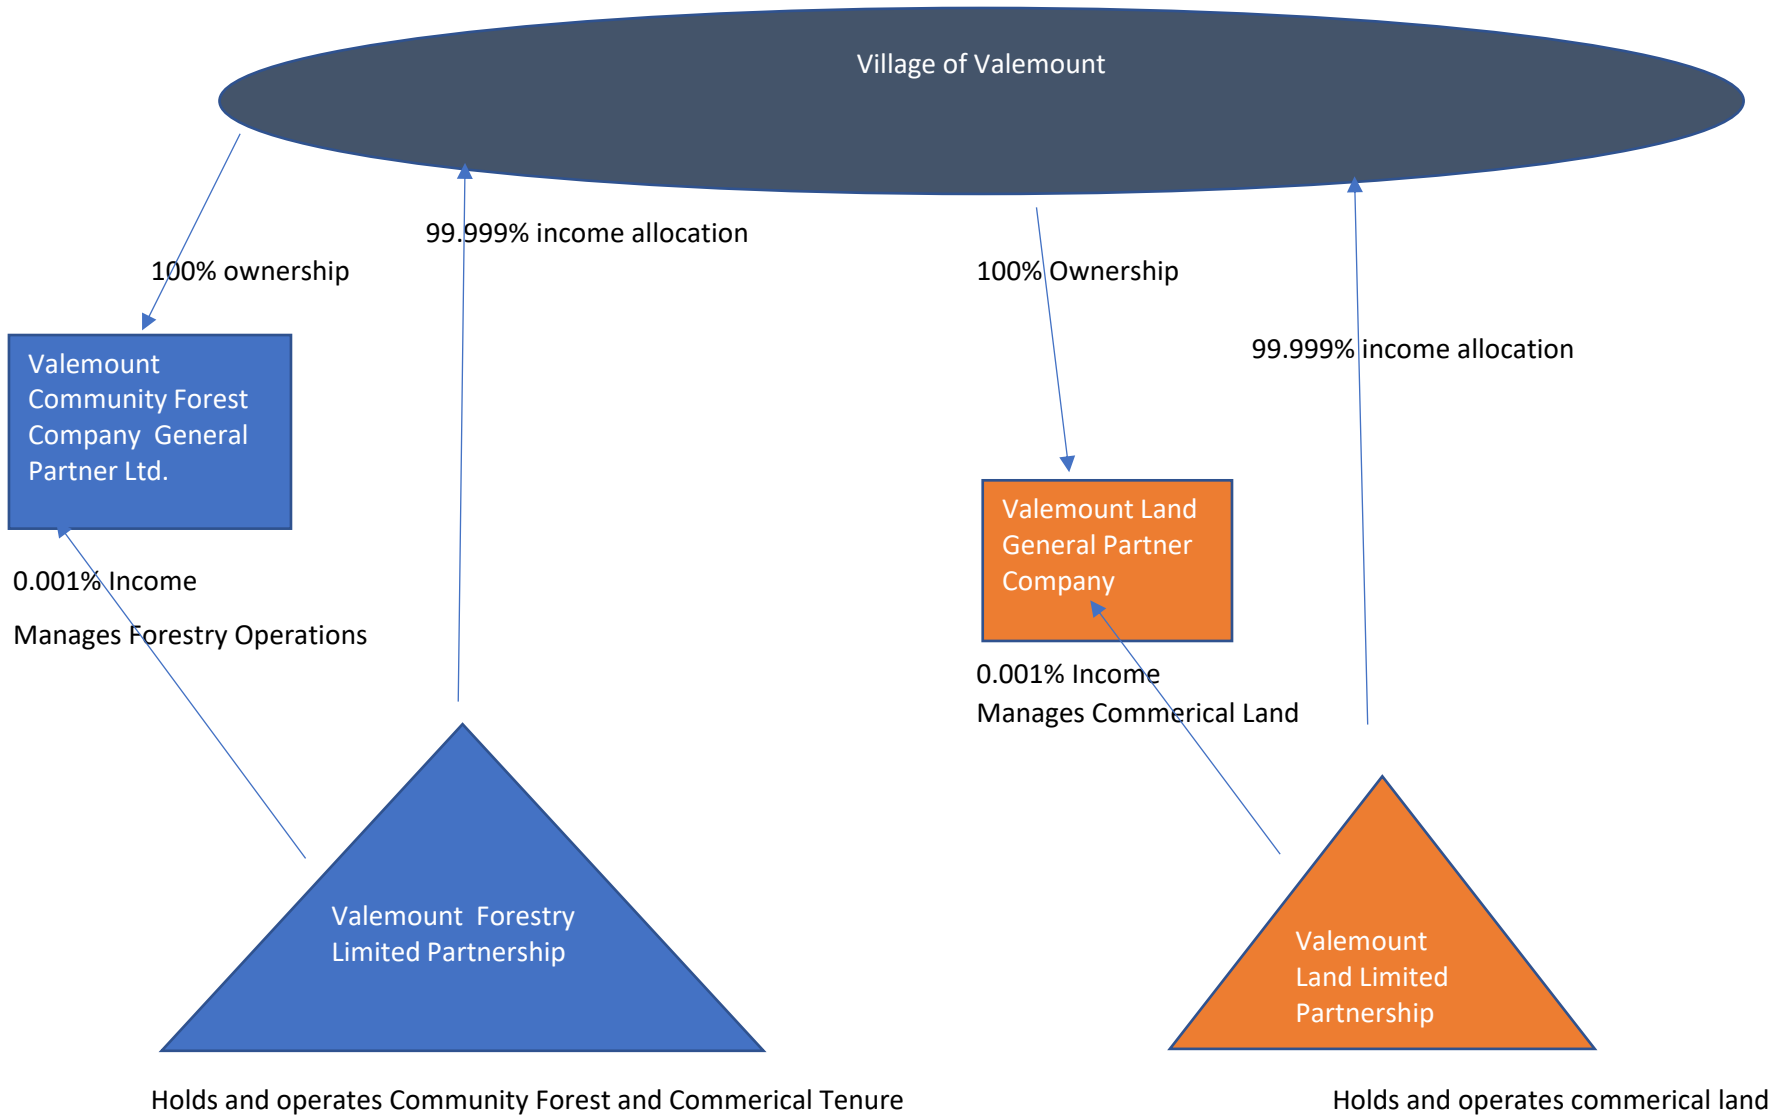 Village of Valemount
99.999% income allocation
100% ownership
100% Ownership
99.999% income allocation
Valemount
Community Forest
Company  General
Partner Ltd.
Valemount Land
General Partner
Company
0.001% Income
Manages Forestry Operations
0.001% Income
Manages Commerical Land
Valemount  Forestry
Limited Partnership
Valemount
Land Limited
Partnership
Holds and operates Community Forest and Commerical Tenure
Holds and operates commerical land